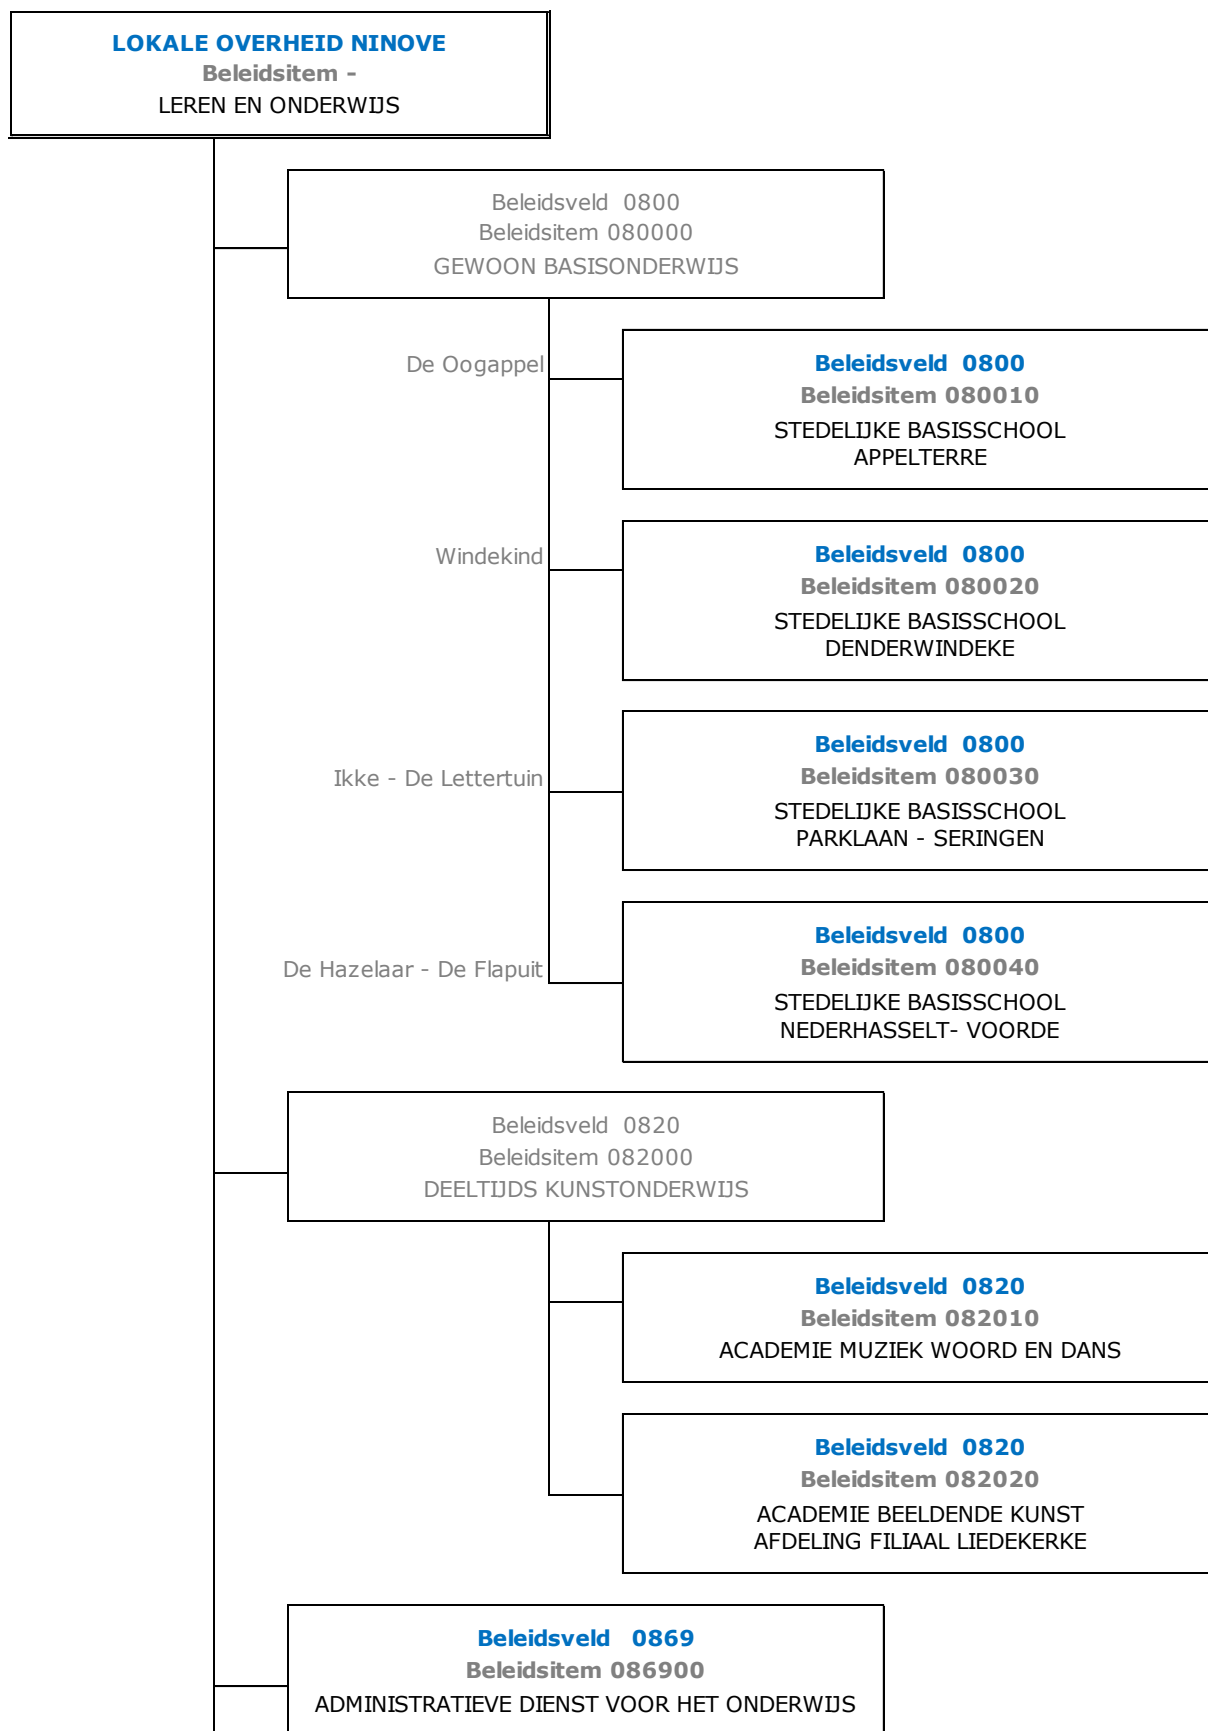 LOKALE OVERHEID NINOVE
Beleidsitem -
LEREN EN ONDERWIJS
Beleidsveld 0800
Beleidsitem 080000
GEWOON BASISONDERWIJS
De Oogappel
Beleidsveld 0800
Beleidsitem 080010
STEDELIJKE BASISSCHOOL
APPELTERRE
Windekind
Beleidsveld 0800
Beleidsitem 080020
STEDELIJKE BASISSCHOOL
DENDERWINDEKE
Ikke - De Lettertuin
Beleidsveld 0800
Beleidsitem 080030
STEDELIJKE BASISSCHOOL
PARKLAAN - SERINGEN
De Hazelaar - De Flapuit
Beleidsveld 0800
Beleidsitem 080040
STEDELIJKE BASISSCHOOL
NEDERHASSELT- VOORDE
Beleidsveld 0820
Beleidsitem 082000
DEELTIJDS KUNSTONDERWIJS
Beleidsveld 0820
Beleidsitem 082010
ACADEMIE MUZIEK WOORD EN DANS
Beleidsveld 0820
Beleidsitem 082020
ACADEMIE BEELDENDE KUNST
AFDELING FILIAAL LIEDEKERKE
Beleidsveld 0869
Beleidsitem 086900
ADMINISTRATIEVE DIENST VOOR HET ONDERWIJS